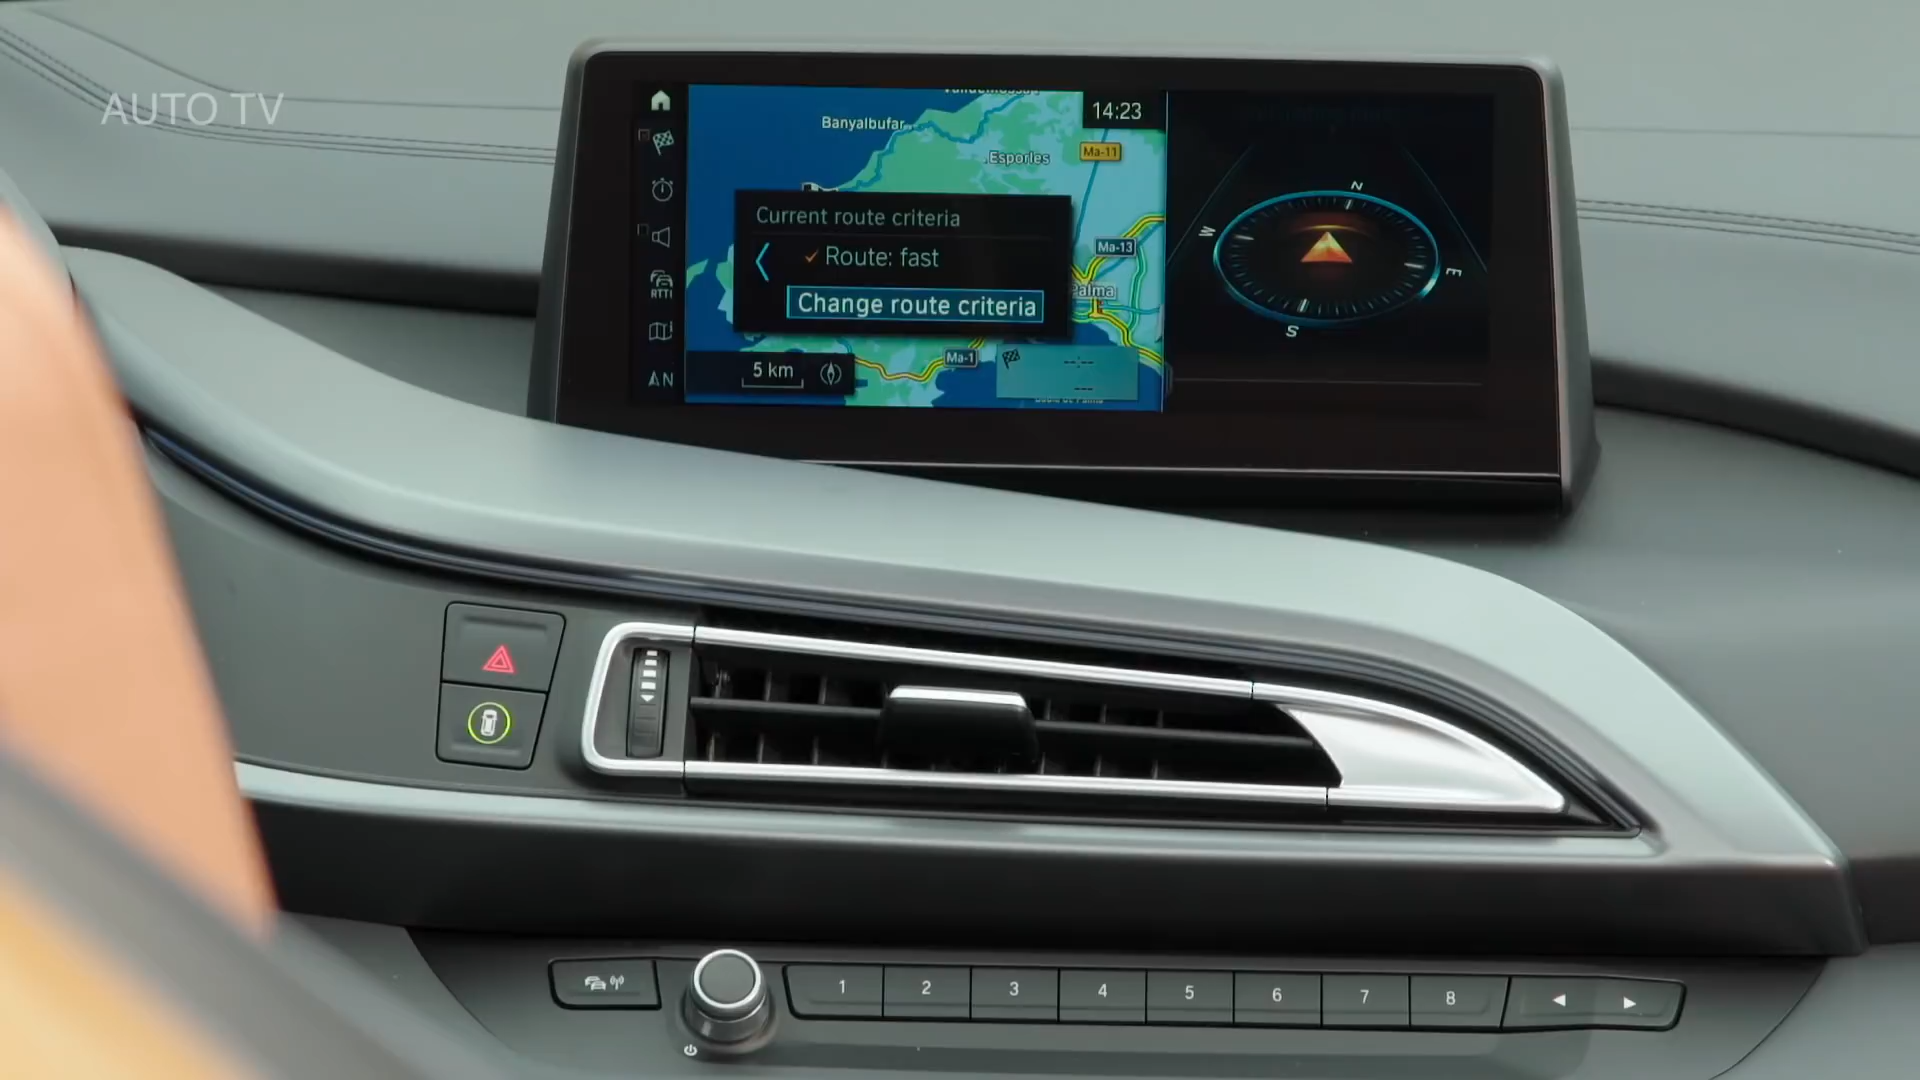 AUTO TV
14:23
Banyalbufar
Esporles
Ma-11
Current route criteria
Route: fast
Change route criteria
Ma-13
Palma
Ma-1
5 km
RTTI
N
N
W
E
S
--:--
---
1 2 3 4 5 6 7 8